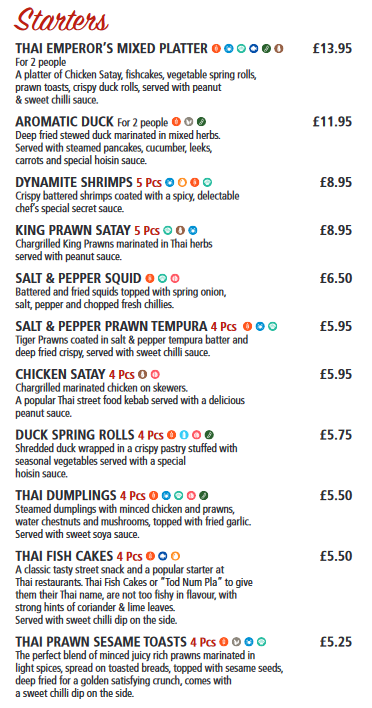 Starters
THAI EMPEROR'S MIXED PLATTER £13.95
For 2 people
A platter of Chicken Satay, fishcakes, vegetable spring rolls,
prawn toasts, crispy duck rolls, served with peanut
& sweet chilli sauce.
AROMATIC DUCK For 2 people £11.95
Deep fried stewed duck marinated in mixed herbs.
Served with steamed pancakes, cucumber, leeks,
carrots and special hoisin sauce.
DYNAMITE SHRIMPS 5 Pcs £8.95
Crispy battered shrimps coated with a spicy, delectable
chef's special secret sauce.
KING PRAWN SATAY 5 Pcs £8.95
Chargrilled King Prawns marinated in Thai herbs
served with peanut sauce.
SALT & PEPPER SQUID £6.50
Battered and fried squids topped with spring onion,
salt, pepper and chopped fresh chillies.
SALT & PEPPER PRAWN TEMPURA 4 Pcs £5.95
Tiger Prawns coated in salt & pepper tempura batter and
deep fried crispy, served with sweet chilli sauce.
CHICKEN SATAY 4 Pcs £5.95
Chargrilled marinated chicken on skewers.
A popular Thai street food kebab served with a delicious
peanut sauce.
DUCK SPRING ROLLS 4 Pcs £5.75
Shredded duck wrapped in a crispy pastry stuffed with
seasonal vegetables served with a special
hoisin sauce.
THAI DUMPLINGS 4 Pcs £5.50
Steamed dumplings with minced chicken and prawns,
water chestnuts and mushrooms, topped with fried garlic.
Served with sweet soya sauce.
THAI FISH CAKES 4 Pcs £5.50
A classic tasty street snack and a popular starter at
Thai restaurants. Thai Fish Cakes or "Tod Num Pla" to give
them their Thai name, are not too fishy in flavour, with
strong hints of coriander & lime leaves.
Served with sweet chilli dip on the side.
THAI PRAWN SESAME TOASTS 4 Pcs £5.25
The perfect blend of minced juicy rich prawns marinated in
light spices, spread on toasted breads, topped with sesame seeds,
deep fried for a golden satisfying crunch, comes with
a sweet chilli dip on the side.